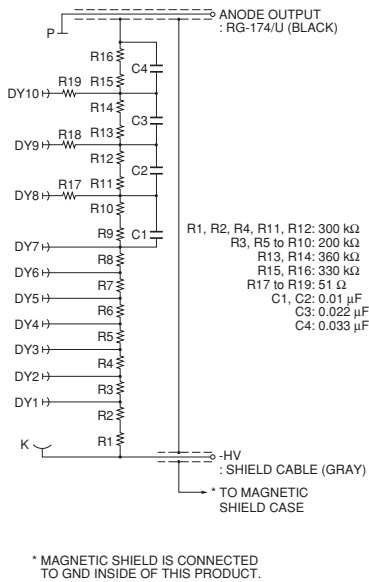 ANODE OUTPUT
: RG-174/U (BLACK)
P
R16
C4
R19
R15
DY10
R14
C3
R18
R13
DY9
R12
C2
R17
R11
DY8
R10
R9
C1
DY7
R8
DY6
R7
DY5
R6
DY4
R5
DY3
R4
DY2
R3
DY1
R2
K
R1
R1, R2, R4, R11, R12: 300 kΩ
R3, R5 to R10: 200 kΩ
R13, R14: 360 kΩ
R15, R16: 330 kΩ
R17 to R19: 51 Ω
C1, C2: 0.01 µF
C3: 0.022 µF
C4: 0.033 µF
-HV
: SHIELD CABLE (GRAY)
* TO MAGNETIC
SHIELD CASE
* MAGNETIC SHIELD IS CONNECTED
TO GND INSIDE OF THIS PRODUCT.